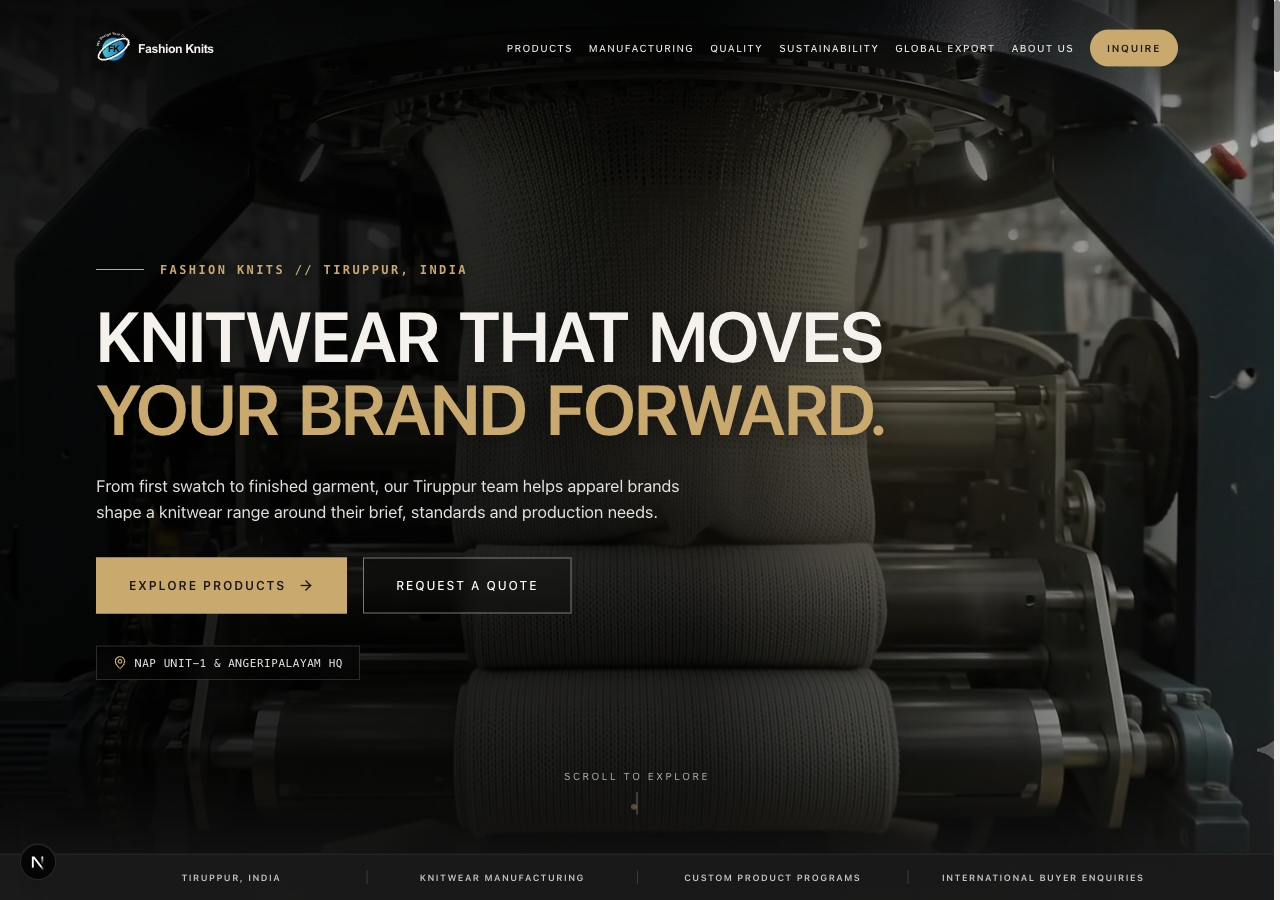 FK
Fashion Knits
PRODUCTS
MANUFACTURING
QUALITY
SUSTAINABILITY
GLOBAL EXPORT
ABOUT US
INQUIRE
FASHION KNITS // TIRUPPUR, INDIA
KNITWEAR THAT MOVES
YOUR BRAND FORWARD.
From first swatch to finished garment, our Tiruppur team helps apparel brands
shape a knitwear range around their brief, standards and production needs.
EXPLORE PRODUCTS →
REQUEST A QUOTE
NAP UNIT–1 & ANGERIPALAYAM HQ
SCROLL TO EXPLORE
N
TIRUPPUR, INDIA
KNITWEAR MANUFACTURING
CUSTOM PRODUCT PROGRAMS
INTERNATIONAL BUYER ENQUIRIES